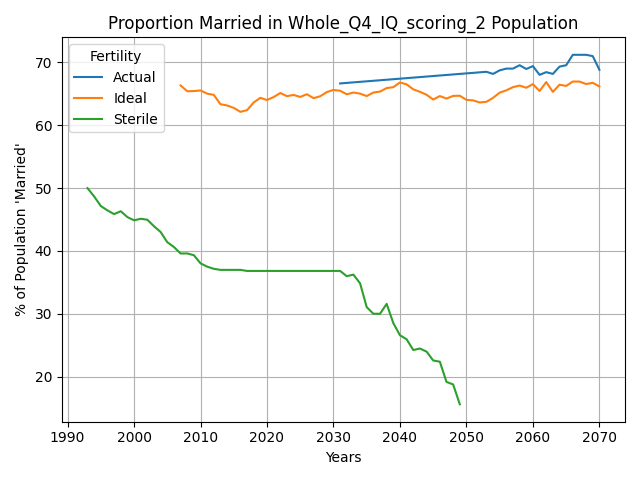 Proportion Married in Whole_Q4_IQ_scoring_2 Population
Fertility
Actual
Ideal
Sterile
% of Population 'Married'
70
60
50
40
30
20
1990 2000 2010 2020 2030 2040 2050 2060 2070
Years